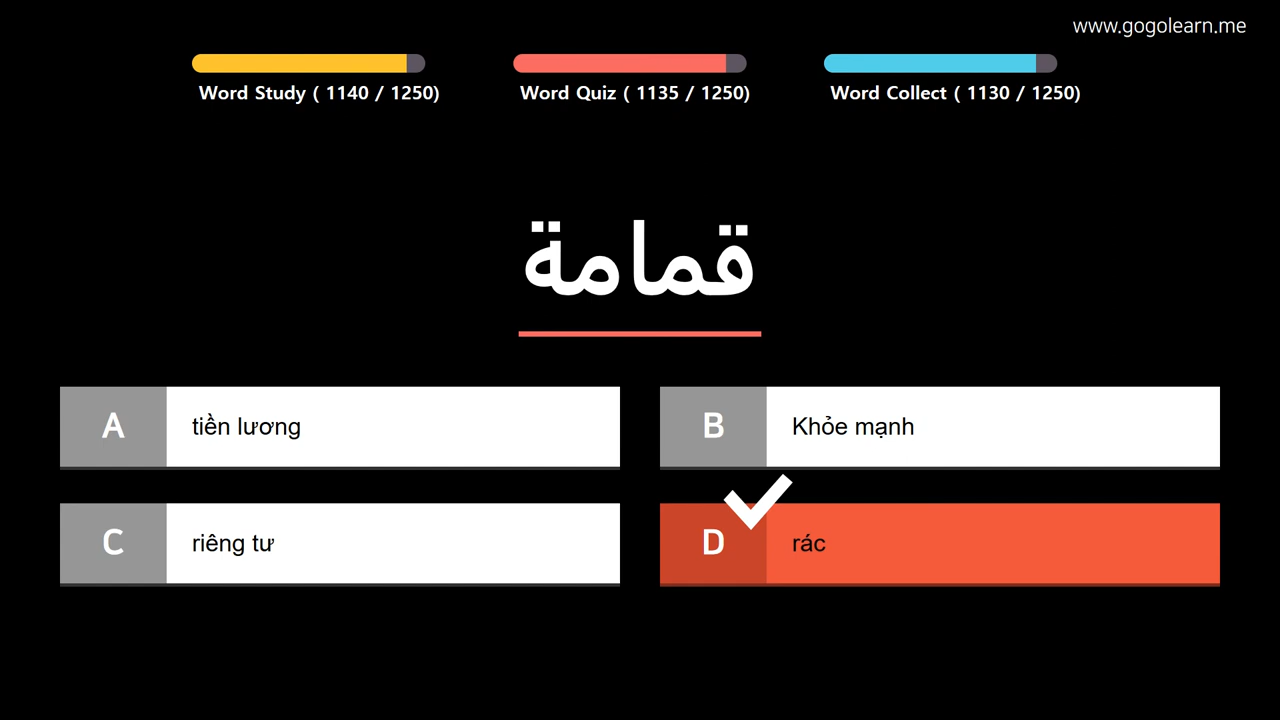 www.gogolearn.me
Word Study ( 1140 / 1250)
Word Quiz ( 1135 / 1250)
Word Collect ( 1130 / 1250)
قمامة
A tiền lương
B Khỏe mạnh
C riêng tư
D rác